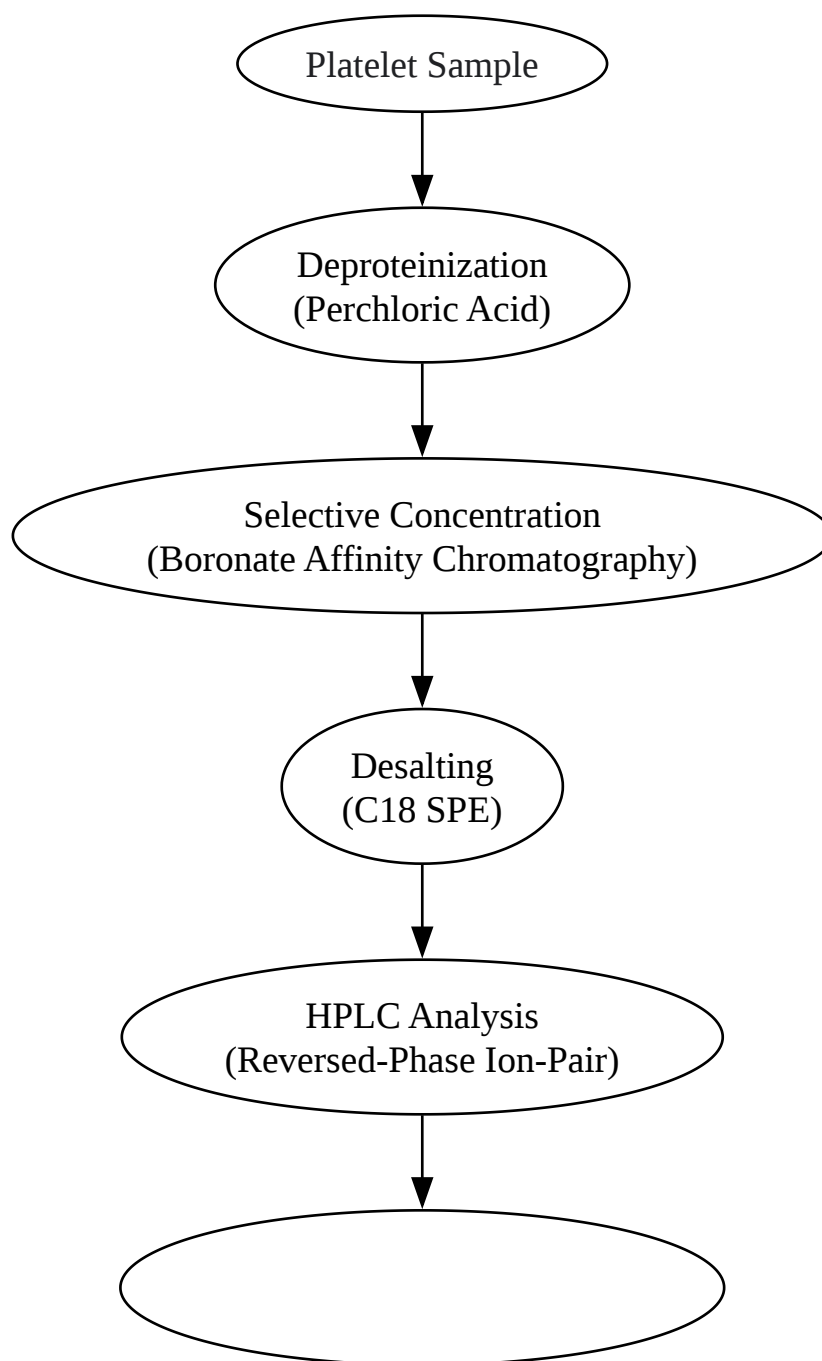 Platelet Sample
Deproteinization
(Perchloric Acid)
Selective Concentration
(Boronate Affinity Chromatography)
Desalting
(C18 SPE)
HPLC Analysis
(Reversed-Phase Ion-Pair)